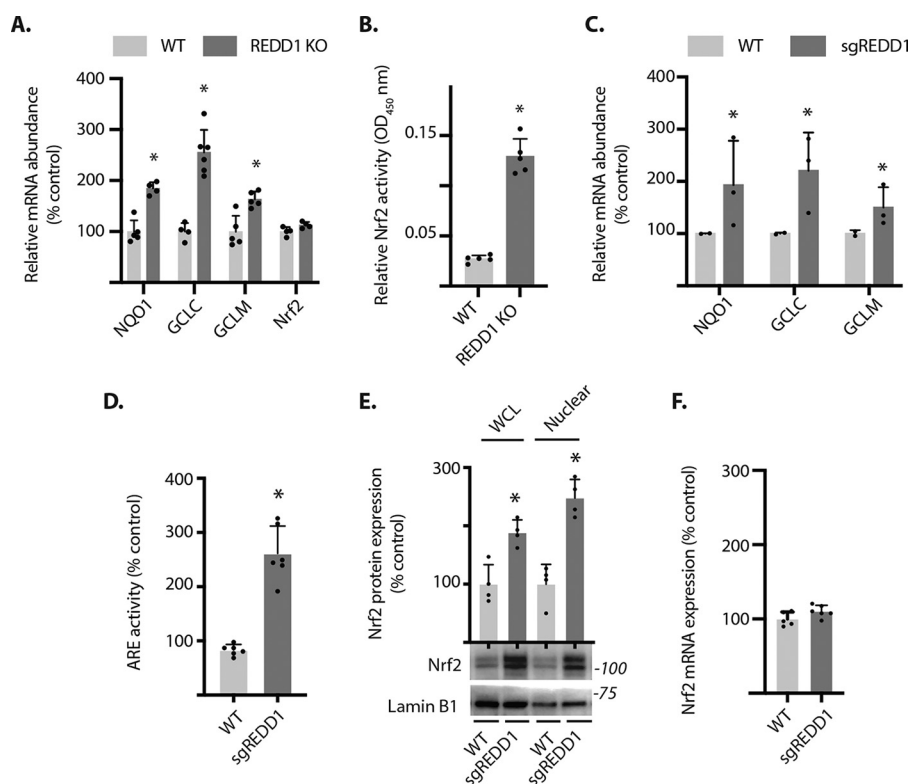 A.
WT REDD1 KO
Relative mRNA abundance
(% control)
400
300
200
100
*
*
*
NQO1
GCLC
GCLM
Nrf2
B.
Relative Nrf2 activity (OD450 nm)
0.15
0.05
*
WT
REDD1 KO
C.
WT sgREDD1
Relative mRNA abundance
(% control)
400
300
200
100
*
*
*
NQO1
GCLC
GCLM
D.
ARE activity (% control)
400
300
200
100
*
WT
sgREDD1
E.
WCL
Nuclear
Nrf2 protein expression
(% control)
300
100
*
*
Nrf2
-100
-75
Lamin B1
WT
sgREDD1
WT
sgREDD1
F.
Nrf2 mRNA expression (% control)
300
200
100
WT
sgREDD1